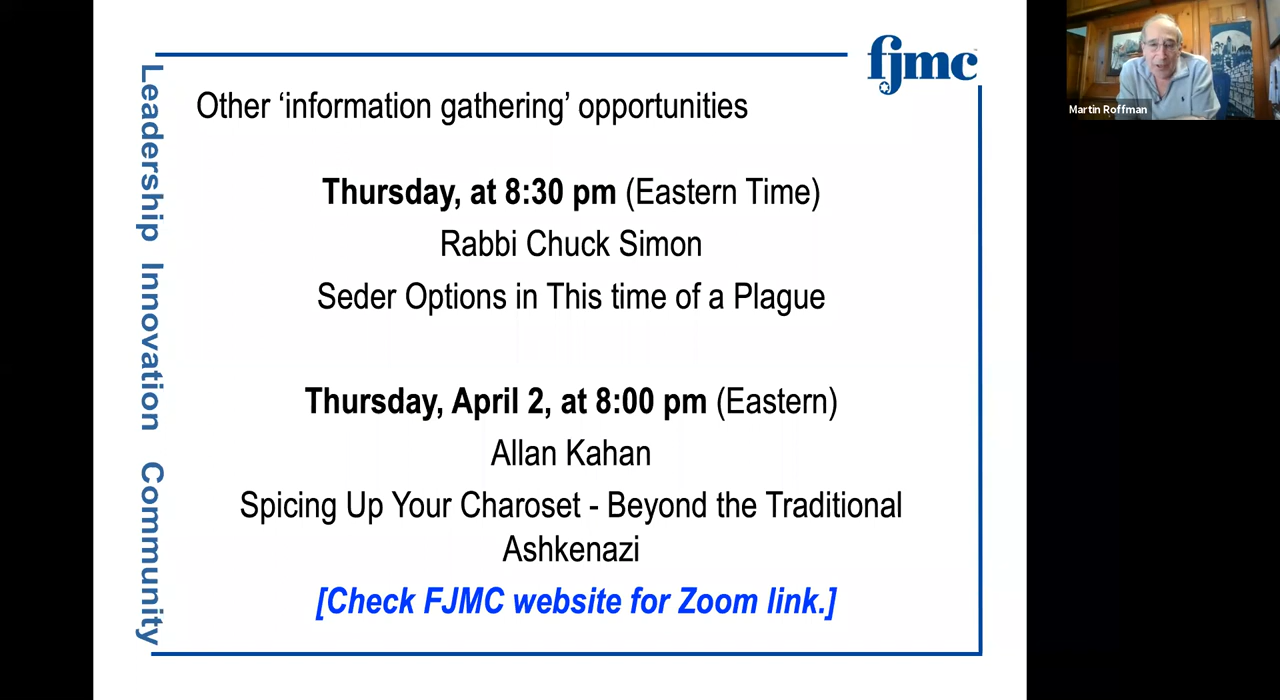 fjmc
Other ‘information gathering’ opportunities
Thursday, at 8:30 pm (Eastern Time)
Rabbi Chuck Simon
Seder Options in This time of a Plague
Thursday, April 2, at 8:00 pm (Eastern)
Allan Kahan
Spicing Up Your Charoset - Beyond the Traditional
Ashkenazi
[Check FJMC website for Zoom link.]
Leadership Innovation Community
Martin Roffman